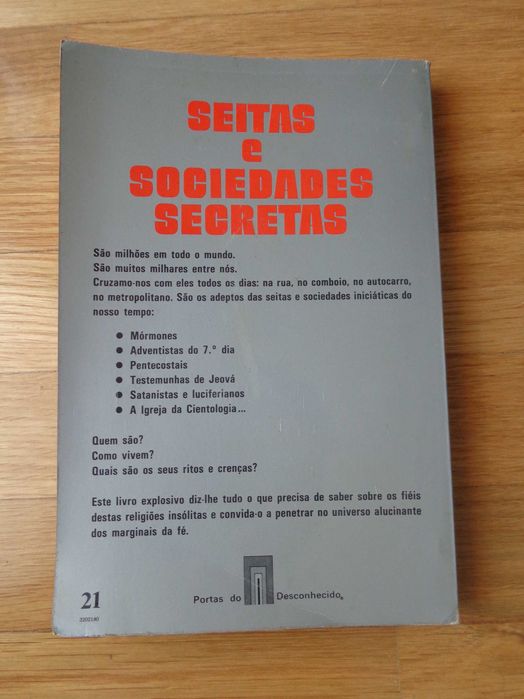 SEITAS
e
SOCIEDADES
SECRETAS
São milhões em todo o mundo.
São muitos milhares entre nós.
Cruzamo-nos com eles todos os dias: na rua, no comboio, no autocarro,
no metropolitano. São os adeptos das seitas e sociedades iniciáticas do
nosso tempo:
● Mórmones
● Adventistas do 7.º dia
● Pentecostais
● Testemunhas de Jeová
● Satanistas e luciferianos
● A Igreja da Cientologia...
Quem são?
Como vivem?
Quais são os seus ritos e crenças?
Este livro explosivo diz-lhe tudo o que precisa de saber sobre os fiéis
destas religiões insólitas e convida-o a penetrar no universo alucinante
dos marginais da fé.
Portas do Desconhecido
21